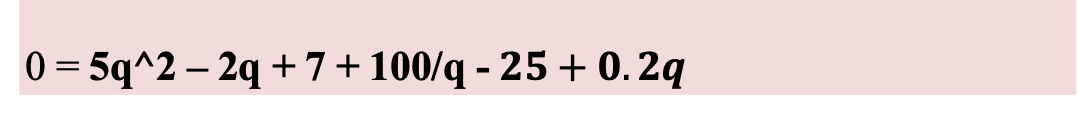 0 = 5q^2 – 2q + 7 + 100/q - 25 + 0.2q